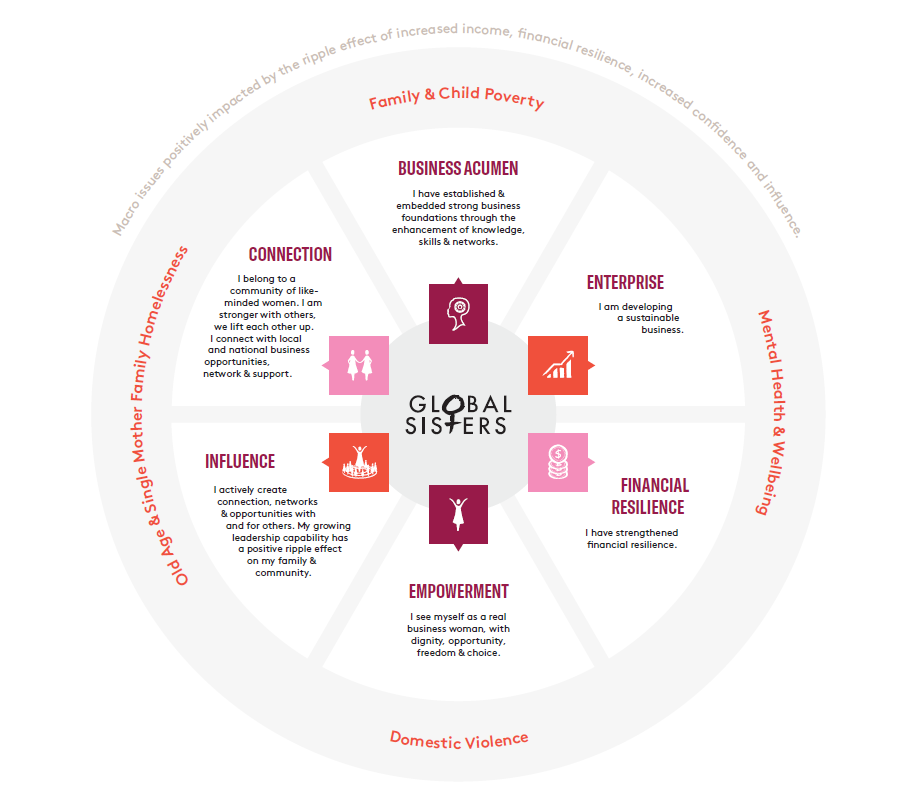 Macro issues positively impacted by the ripple effect of increased income, financial resilience, increased confidence and influence.
Family & Child Poverty
BUSINESS ACUMEN
I have established &
embedded strong business
foundations through the
enhancement of knowledge,
skills & networks.
CONNECTION
I belong to a
community of like-
minded women. I am
stronger with others,
we lift each other up.
I connect with local
and national business
opportunities,
network & support.
ENTERPRISE
I am developing
a sustainable
business.
Old Age & Single Mother Family Homelessness
Mental Health & Wellbeing
GLOBAL
SISTERS
$
INFLUENCE
I actively create
connection, networks
& opportunities with
and for others. My growing
leadership capability has
a positive ripple effect
on my family &
community.
FINANCIAL
RESILIENCE
I have strengthened
financial resilience.
EMPOWERMENT
I see myself as a real
business woman, with
dignity, opportunity,
freedom & choice.
Domestic Violence